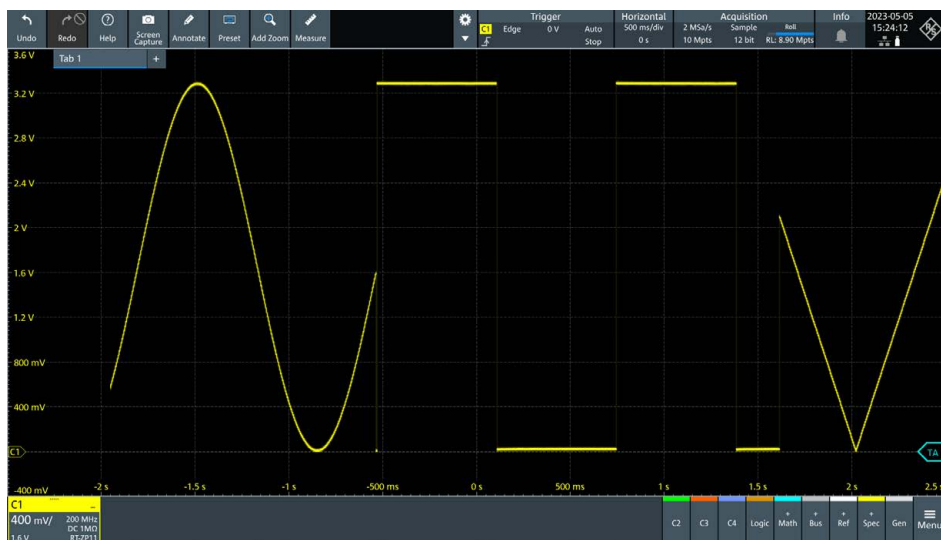 Undo
Redo
Help
Screen
Capture
Annotate
Preset
Add Zoom
Measure
Trigger
C1 Edge 0 V Auto
Stop
Horizontal
500 ms/div
0 s
Acquisition
2 MSa/s Sample Roll
10 Mpts 12 bit RL: 8.90 Mpts
Info
2023-05-05
15:24:12
R S
Tab 1 +
3.6 V
3.2 V
2.8 V
2.4 V
2 V
1.6 V
1.2 V
800 mV
400 mV
C1
TA
-400 mV
-2 s -1.5 s -1 s -500 ms 0 s 500 ms 1 s 1.5 s 2 s 2.5 s
C1
400 mV/ 200 MHz
DC 1MΩ
1.6 V RT-ZP11
C2
C3
C4
Logic
+ Math
+ Bus
+ Ref
+ Spec
Gen
Menu